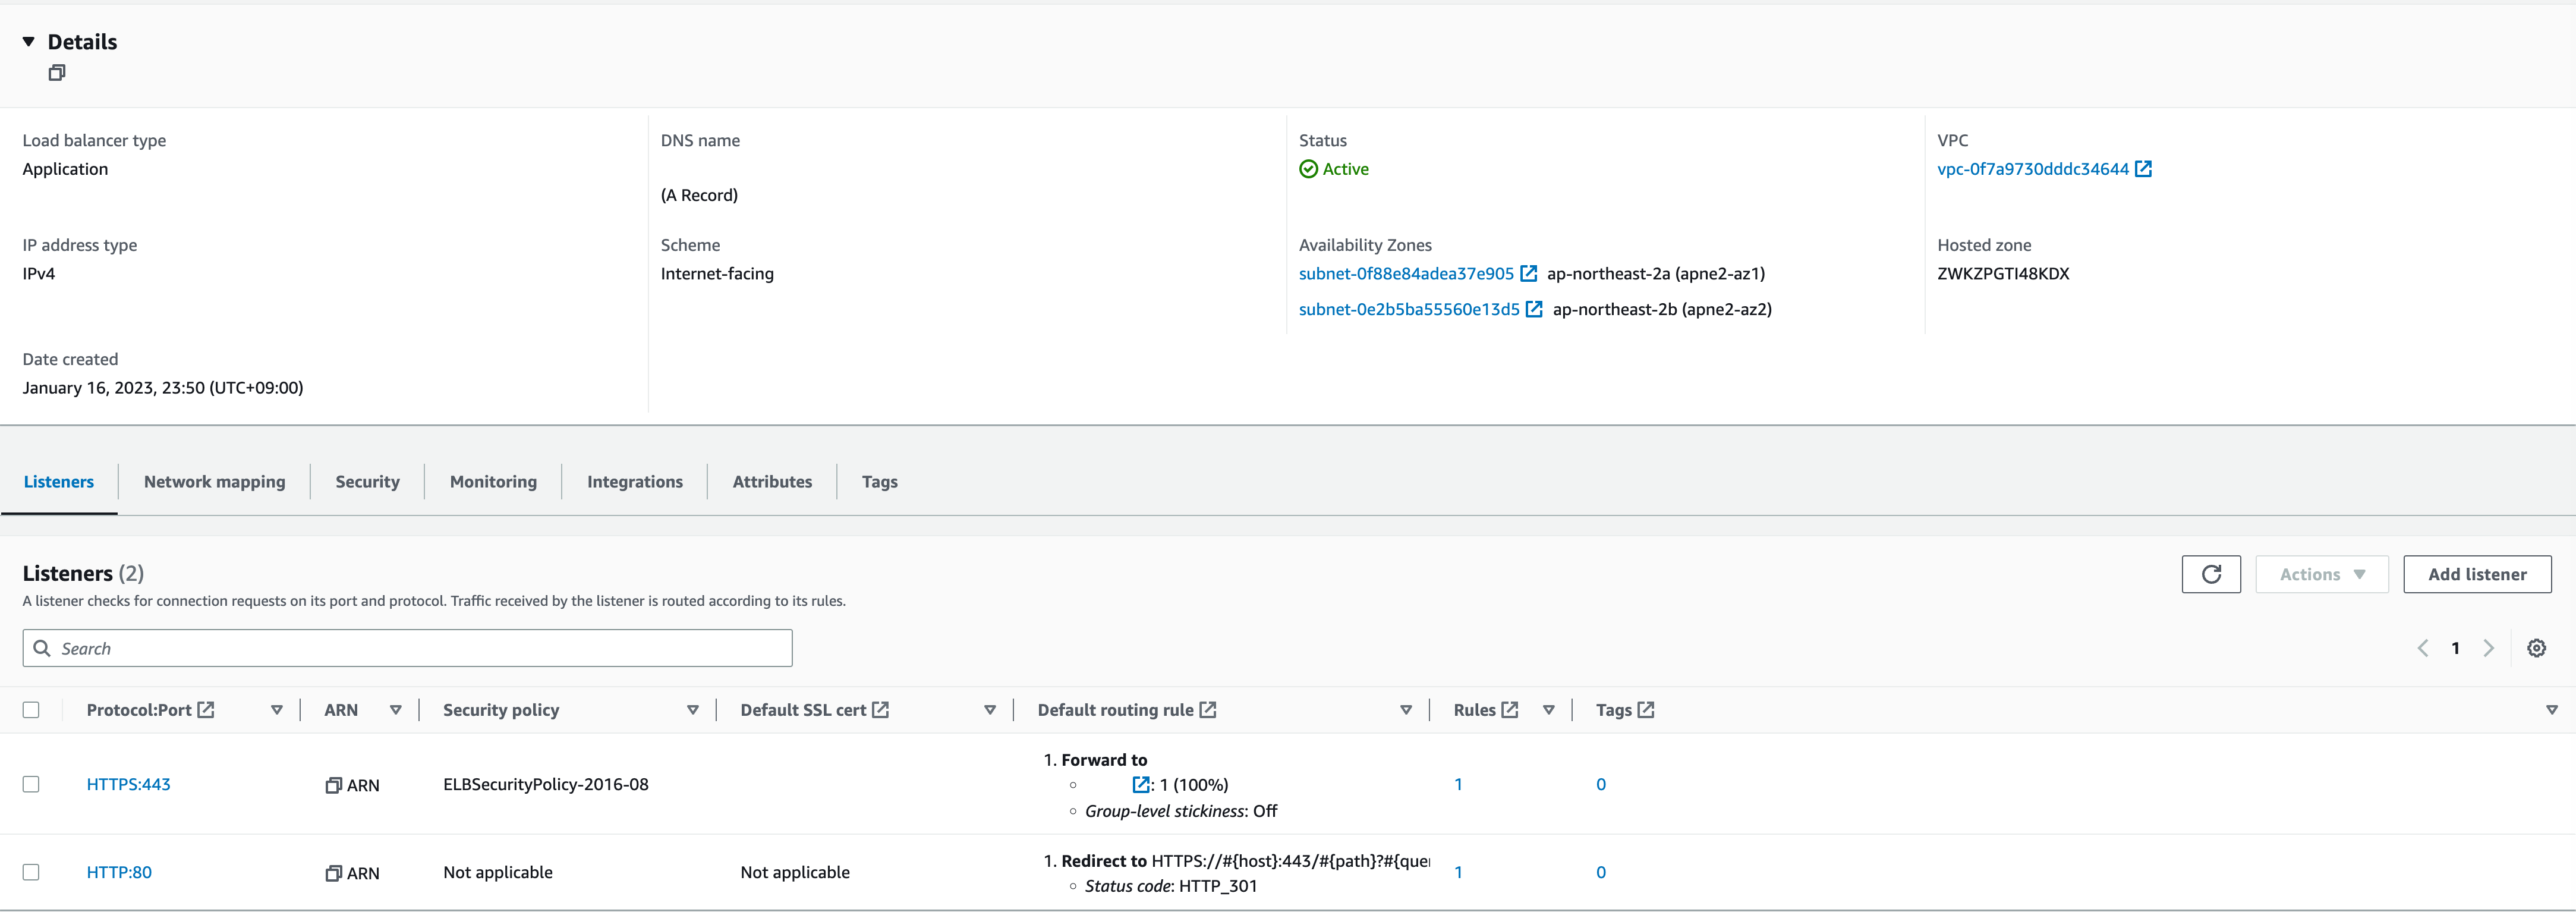 Details
Load balancer type
Application
DNS name
(A Record)
Status
Active
VPC
vpc-0f7a9730dddc34644
IP address type
IPv4
Scheme
Internet-facing
Availability Zones
subnet-0f88e84adea37e905 ap-northeast-2a (apne2-az1)
subnet-0e2b5ba55560e13d5 ap-northeast-2b (apne2-az2)
Hosted zone
ZWKZPGTI48KDX
Date created
January 16, 2023, 23:50 (UTC+09:00)
Listeners Network mapping Security Monitoring Integrations Attributes Tags
Listeners (2)
A listener checks for connection requests on its port and protocol. Traffic received by the listener is routed according to its rules.
Actions Add listener
Search
1
Protocol:Port ARN Security policy Default SSL cert Default routing rule Rules Tags
HTTPS:443 ARN ELBSecurityPolicy-2016-08
1. Forward to
: 1 (100%)
Group-level stickiness: Off
1 0
HTTP:80 ARN Not applicable Not applicable
1. Redirect to HTTPS://#{host}:443/#{path}?#{que
Status code: HTTP_301
1 0